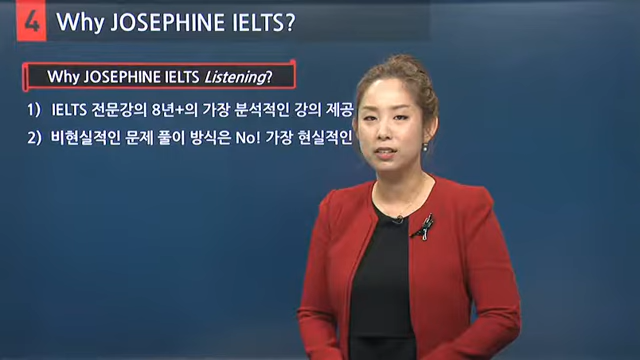 4 Why JOSEPHINE IELTS?
Why JOSEPHINE IELTS Listening?
1) IELTS 전문강의 8년+의 가장 분석적인 강의 제공
2) 비현실적인 문제 풀이 방식은 No! 가장 현실적인